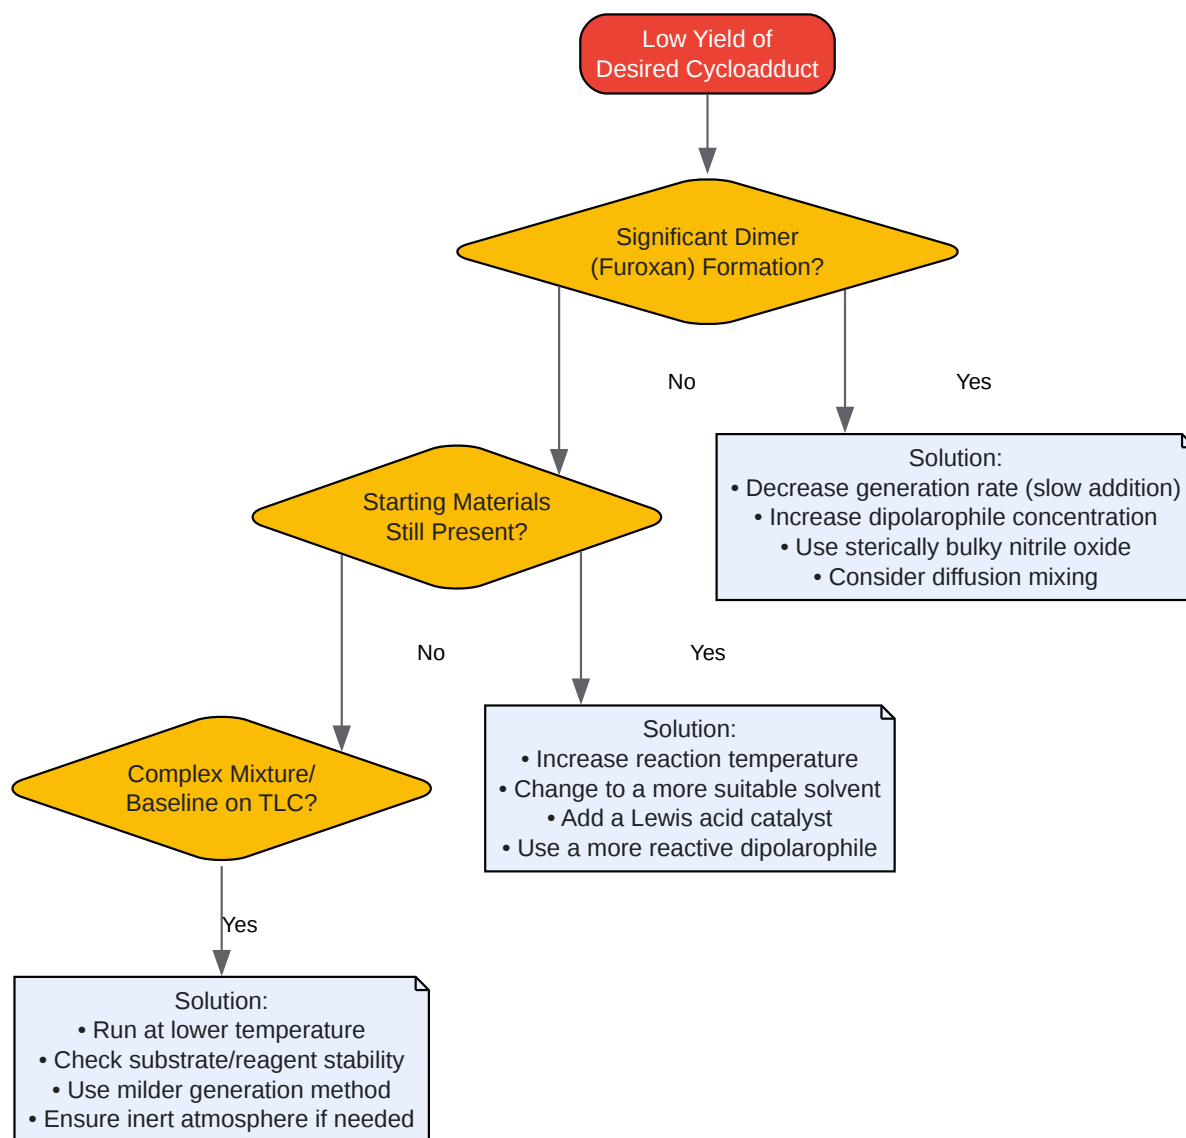 Low Yield of
Desired Cycloadduct
Significant Dimer
(Furoxan) Formation?
No
Yes
Solution:
• Decrease generation rate (slow addition)
• Increase dipolarophile concentration
• Use sterically bulky nitrile oxide
• Consider diffusion mixing
Starting Materials
Still Present?
No
Yes
Solution:
• Increase reaction temperature
• Change to a more suitable solvent
• Add a Lewis acid catalyst
• Use a more reactive dipolarophile
Complex Mixture/
Baseline on TLC?
Yes
Solution:
• Run at lower temperature
• Check substrate/reagent stability
• Use milder generation method
• Ensure inert atmosphere if needed